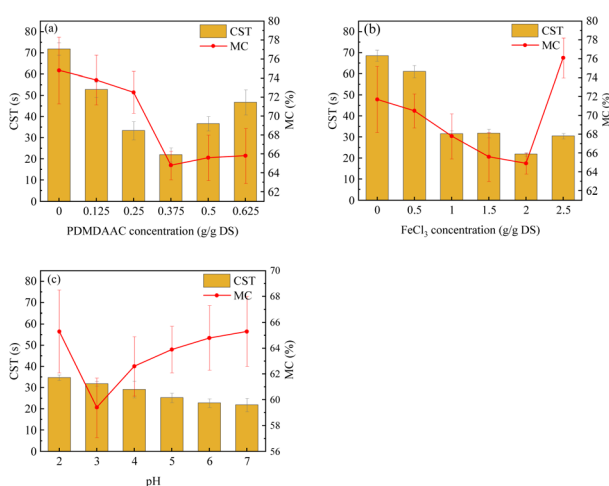 (a)
CST
MC
CST (s)
0
10
20
30
40
50
60
70
80
MC (%)
62
64
66
68
70
72
74
76
78
80
0 0.125 0.25 0.375 0.5 0.625
PDMDAAC concentration (g/g DS)
(b)
CST
MC
CST (s)
0
10
20
30
40
50
60
70
80
MC (%)
62
64
66
68
70
72
74
76
78
80
0 0.5 1 1.5 2 2.5
FeCl₃ concentration (g/g DS)
(c)
CST
MC
CST (s)
0
10
20
30
40
50
60
70
80
MC (%)
56
58
60
62
64
66
68
70
2 3 4 5 6 7
pH